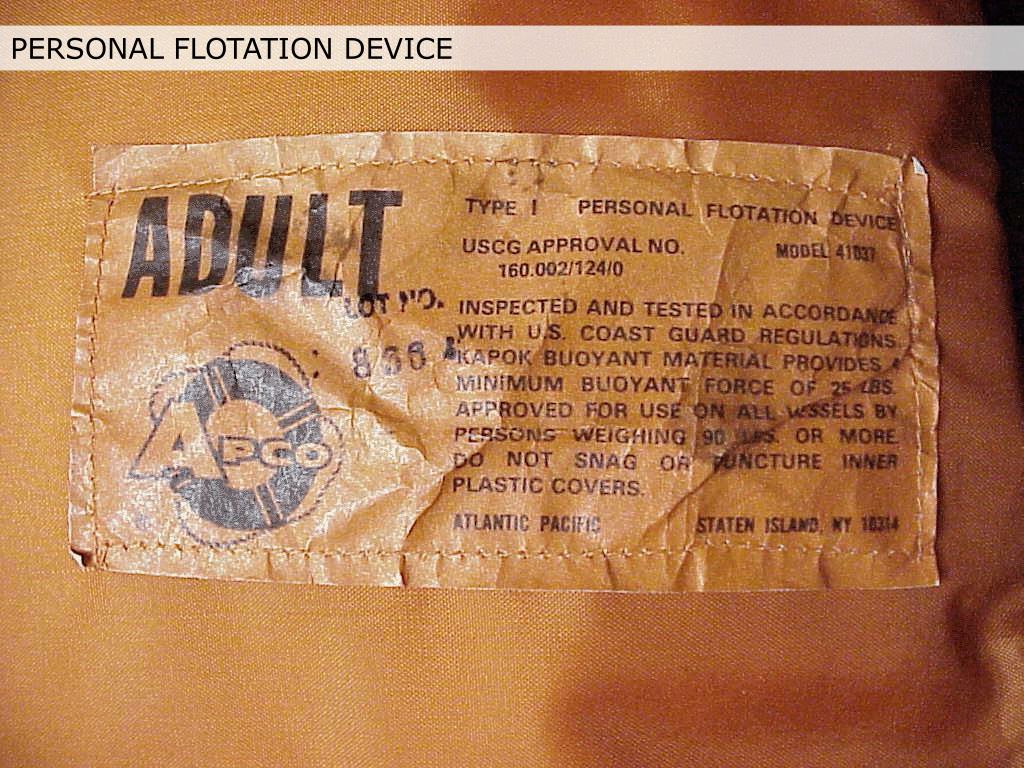 PERSONAL FLOTATION DEVICE
ADULT
LOT NO.
836 A
APCO
TYPE I PERSONAL FLOTATION DEVICE
USCG APPROVAL NO. MODEL 41037
160.002/124/0
INSPECTED AND TESTED IN ACCORDANCE
WITH U.S. COAST GUARD REGULATIONS.
KAPOK BUOYANT MATERIAL PROVIDES A
MINIMUM BUOYANT FORCE OF 25 LBS.
APPROVED FOR USE ON ALL VESSELS BY
PERSONS WEIGHING 90 LBS. OR MORE.
DO NOT SNAG OR PUNCTURE INNER
PLASTIC COVERS.
ATLANTIC PACIFIC STATEN ISLAND, NY 10314